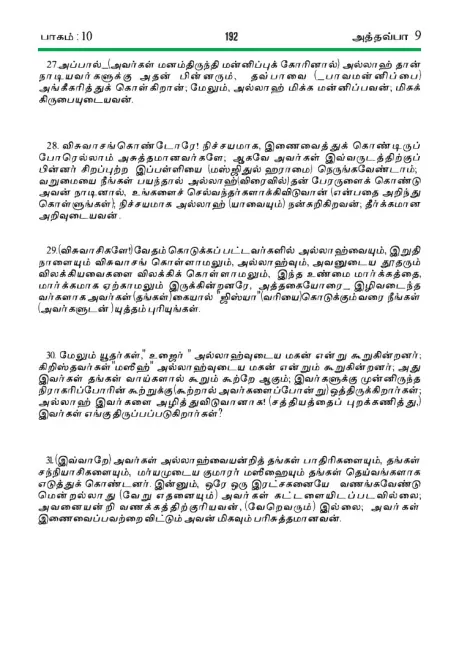 பாகம் : 10 192 அத்தவ்பா 9
27.அப்பால்_(அவர்கள் மனம்திருந்தி மன்னிப்புக் கோரினால்) அல்லாஹ் தான்
நாடியவர்களுக்கு அதன் பின்னரும், தவ்பாவை (_பாவமன்னிப்பை)
அங்கீகரித்துக் கொள்கிறான்; மேலும், அல்லாஹ் மிக்க மன்னிப்பவன்; மிகக்
கிருபையுடையவன்.
28. விசுவாசங்கொண்டோரே! நிச்சயமாக, இணைவைத்துக் கொண்டிருப்
போரெல்லாம் அசுத்தமானவர்களே; ஆகவே அவர்கள் இவ்வருடத்திற்குப்
பின்னர் சிறப்புற்ற இப்பள்ளியை (மஸ்ஜிதுல் ஹராமை) நெருங்கவேண்டாம்;
வறுமையை நீங்கள் பயந்தால் அல்லாஹ்(விரைவில்)தன் பேரருளைக் கொண்டு
அவன் நாடினால், உங்களைச் செல்வந்தர்களாக்கிவிடுவான் (என்பதை அறிந்து
கொள்ளுங்கள்); நிச்சயமாக அல்லாஹ் (யாவையும்) நன்கறிகிறவன்; தீர்க்கமான
அறிவுடையவன்.
29.(விசுவாசிகளே!)வேதம் கொடுக்கப் பட்டவர்களில் அல்லாஹ்வையும், இறுதி
நாளையும் விசுவாசங் கொள்ளாமலும், அல்லாஹ்வும், அவனுடைய தூதரும்
விலக்கியவைகளை விலக்கிக் கொள்ளாமலும், இந்த உண்மை மார்க்கத்தை,
மார்க்கமாக ஏற்காமலும் இருக்கின்றனரே, அத்தகையோரை_ இழிவடைந்த
வர்களாகஅவர்கள்(தங்கள்)கையால் "ஜிஸ்யா"(வரியை)கொடுக்கும்வரை நீங்கள்
(அவர்களுடன்)யுத்தம் புரியுங்கள்.
30. மேலும் யூதர்கள்," உஜைர் " அல்லாஹ்வுடைய மகன் என்று கூறுகின்றனர்;
கிறிஸ்தவர்கள்"மஸீஹ்"அல்லாஹ்வுடைய மகன் என்றும் கூறுகின்றனர்; அது
இவர்கள் தங்கள் வாய்களால் கூறும் கூற்றே ஆகும்; இவர்களுக்கு முன்னிருந்த
நிராகரிப்போரின் கூற்றுக்கு(கூற்றால் அவர்களைப்போன்று)ஒத்திருக்கிறார்கள்;
அல்லாஹ் இவர்களை அழித்துவிடுவானாக! (சத்தியத்தைப் புறக்கணித்து,)
இவர்கள் எங்கு திருப்பப்படுகிறார்கள்?
31.(இவ்வாறே) அவர்கள் அல்லாஹ்வையன்றித் தங்கள் பாதிரிகளையும், தங்கள்
சந்நியாசிகளையும், மர்யமுடைய குமாரர் மஸீஹையும் தங்கள் தெய்வங்களாக
எடுத்துக் கொண்டனர். இன்னும், ஒரே ஒரு இரட்சகனையே வணங்கவேண்டு
மென்றல்லாது (வேறு எதனையும்) அவர்கள் கட்டளையிடப்படவில்லை;
அவனையன்றி வணக்கத்திற்குரியவன், (வேறெவரும்) இல்லை; அவர்கள்
இணைவைப்பவற்றை விட்டும் அவன் மிகவும் பரிசுத்தமானவன்.